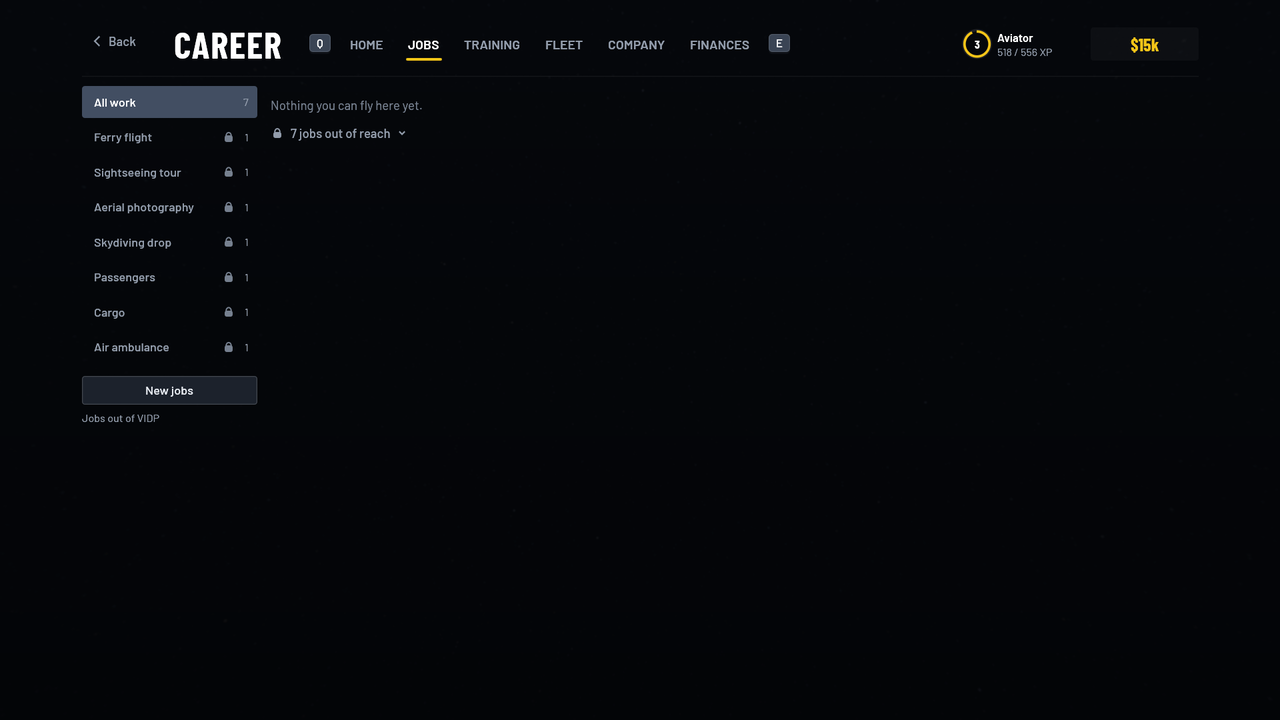 Back
CAREER
Q
HOME
JOBS
TRAINING
FLEET
COMPANY
FINANCES
E
3
Aviator
518 / 556 XP
$15k
All work 7
Ferry flight 1
Sightseeing tour 1
Aerial photography 1
Skydiving drop 1
Passengers 1
Cargo 1
Air ambulance 1
New jobs
Jobs out of VIDP
Nothing you can fly here yet.
7 jobs out of reach